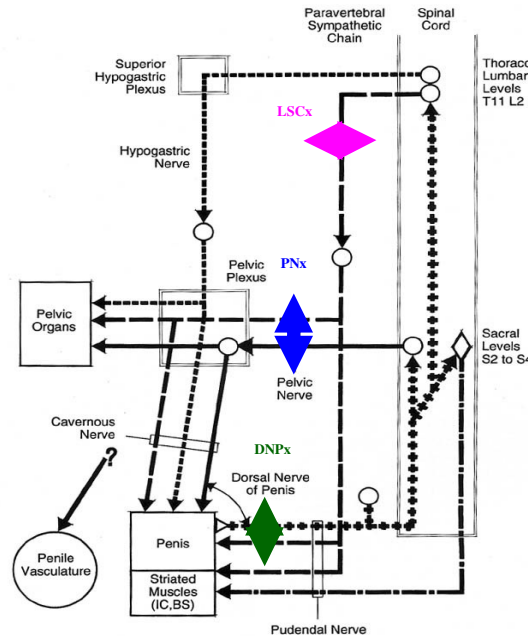 Paravertebral
Sympathetic
Chain
Spinal
Cord
Superior
Hypogastric
Plexus
Thoraco
Lumbar
Levels
T11 L2
LSCx
Hypogastric
Nerve
Pelvic
Plexus
PNx
Pelvic
Organs
Sacral
Levels
S2 to S4
Pelvic
Nerve
Cavernous
Nerve
?
DNPx
Dorsal Nerve
of Penis
Penile
Vasculature
Penis
Striated
Muscles
(IC,BS)
Pudendal Nerve